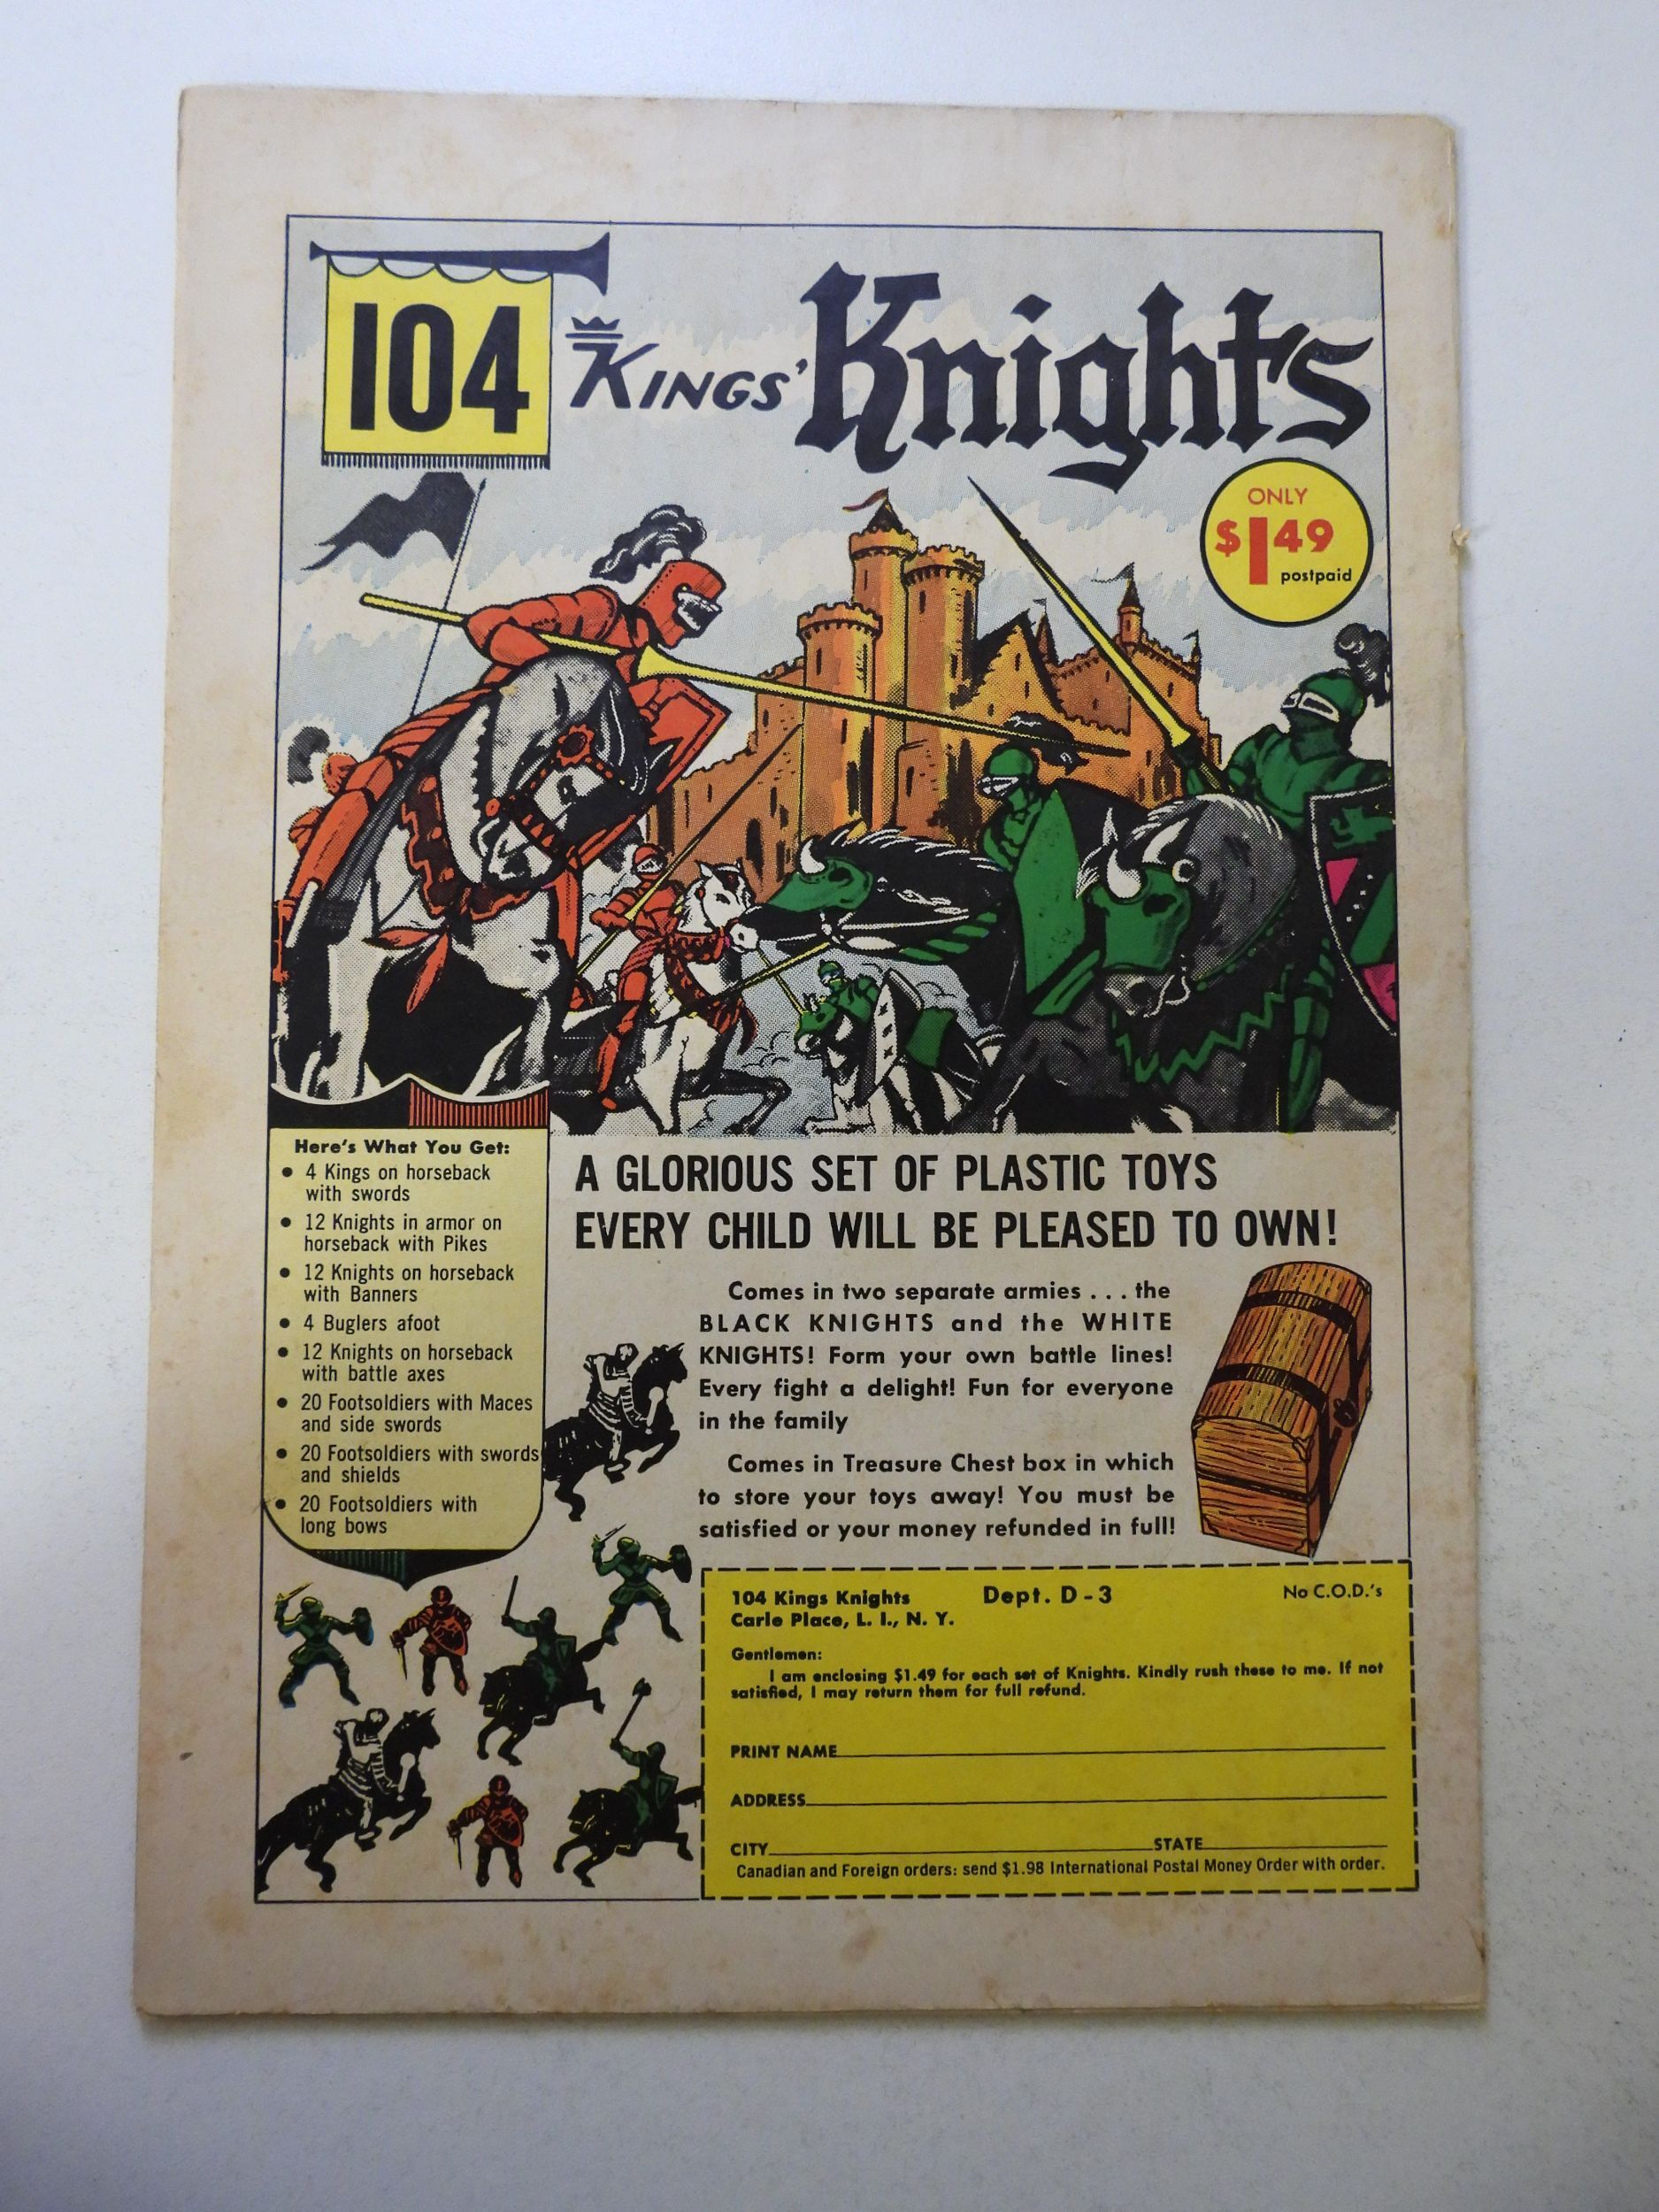 104
KINGS' Knights
ONLY
$1.49
postpaid
Here's What You Get:
• 4 Kings on horseback
with swords
• 12 Knights in armor on
horseback with Pikes
• 12 Knights on horseback
with Banners
• 4 Buglers afoot
• 12 Knights on horseback
with battle axes
• 20 Footsoldiers with Maces
and side swords
• 20 Footsoldiers with swords
and shields
• 20 Footsoldiers with
long bows
A GLORIOUS SET OF PLASTIC TOYS
EVERY CHILD WILL BE PLEASED TO OWN!
Comes in two separate armies . . . the
BLACK KNIGHTS and the WHITE
KNIGHTS! Form your own battle lines!
Every fight a delight! Fun for everyone
in the family
Comes in Treasure Chest box in which
to store your toys away! You must be
satisfied or your money refunded in full!
104 Kings Knights Dept. D-3 No C.O.D.'s
Carle Place, L. I., N. Y.
Gentlemen:
I am enclosing $1.49 for each set of Knights. Kindly rush these to me. If not
satisfied, I may return them for full refund.
PRINT NAME
ADDRESS
CITY STATE
Canadian and Foreign orders: send $1.98 International Postal Money Order with order.